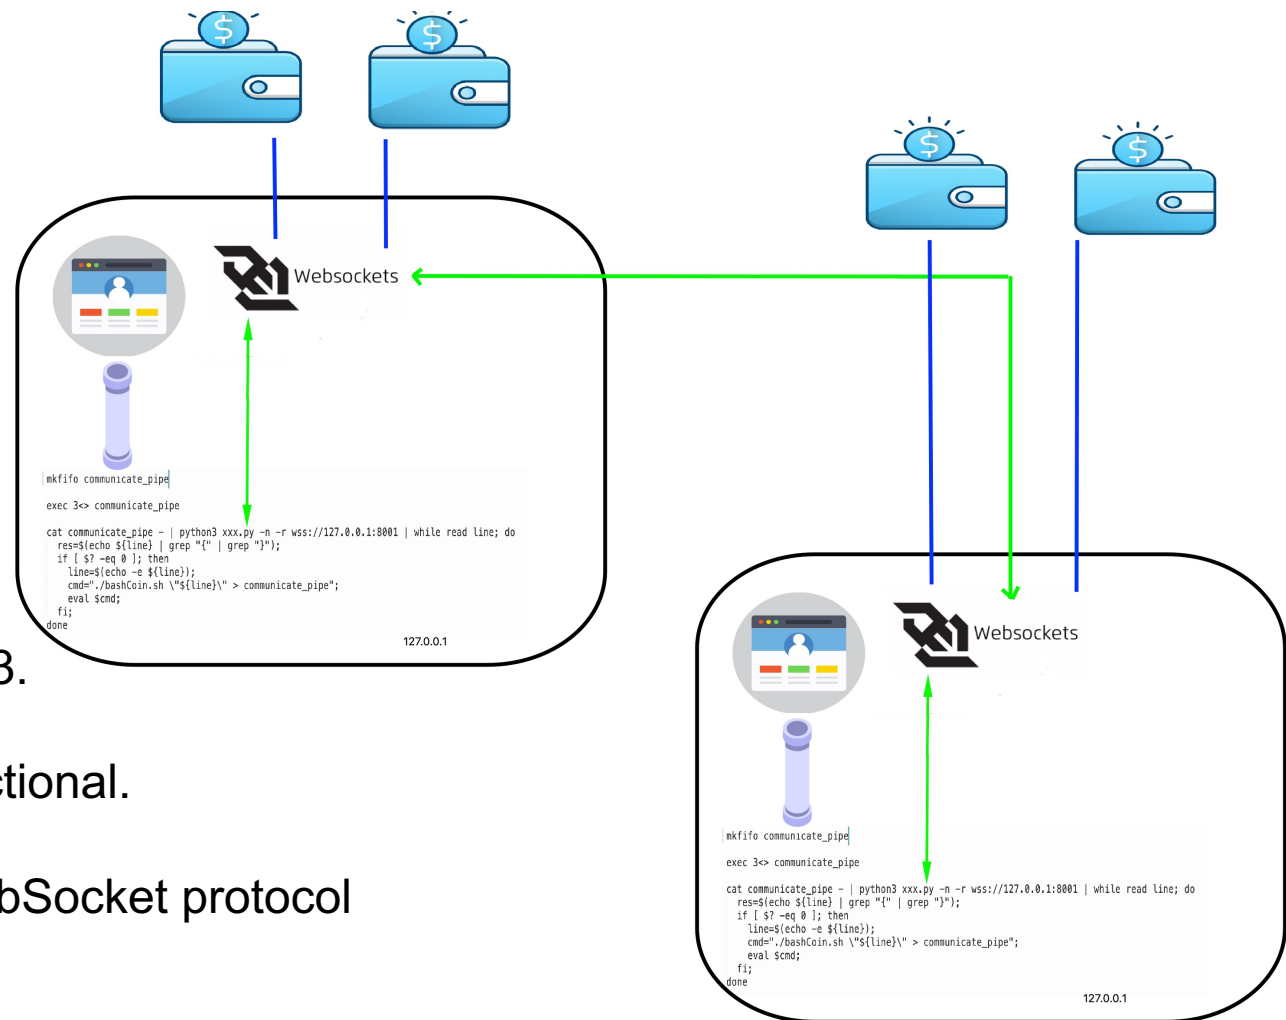 $
$
$
$
Websockets
mkfifo communicate_pipe
exec 3<> communicate_pipe
cat communicate_pipe - | python3 xxx.py -n -r wss://127.0.0.1:8001 | while read line; do
res=$(echo ${line} | grep "{" | grep "}");
if [ $? -eq 0 ]; then
line=$(echo -e ${line});
cmd="./bashCoin.sh \"${line}\" > communicate_pipe";
eval $cmd;
fi;
done
127.0.0.1
3.
ctional.
bSocket protocol
Websockets
mkfifo communicate_pipe
exec 3<> communicate_pipe
cat communicate_pipe - | python3 xxx.py -n -r wss://127.0.0.1:8001 | while read line; do
res=$(echo ${line} | grep "{" | grep "}");
if [ $? -eq 0 ]; then
line=$(echo -e ${line});
cmd="./bashCoin.sh \"${line}\" > communicate_pipe";
eval $cmd;
fi;
done
127.0.0.1